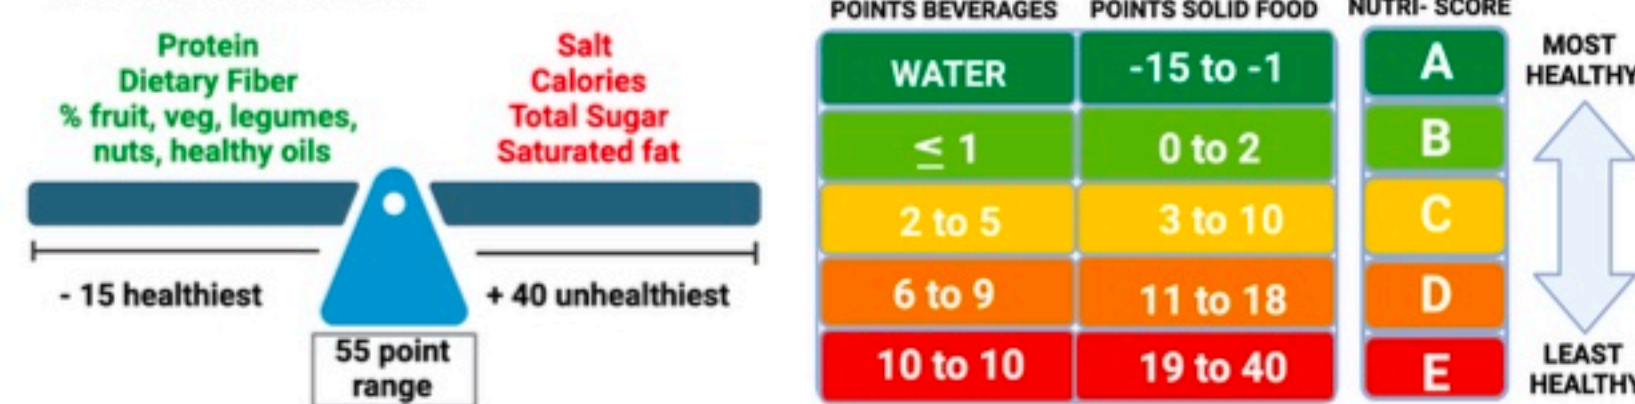 Protein
Dietary Fiber
% fruit, veg, legumes,
nuts, healthy oils
Salt
Calories
Total Sugar
Saturated fat
- 15 healthiest
+ 40 unhealthiest
55 point
range
POINTS BEVERAGES POINTS SOLID FOOD NUTRI- SCORE
WATER -15 to -1 A
≤ 1 0 to 2 B
2 to 5 3 to 10 C
6 to 9 11 to 18 D
10 to 10 19 to 40 E
MOST
HEALTHY
LEAST
HEALTHY